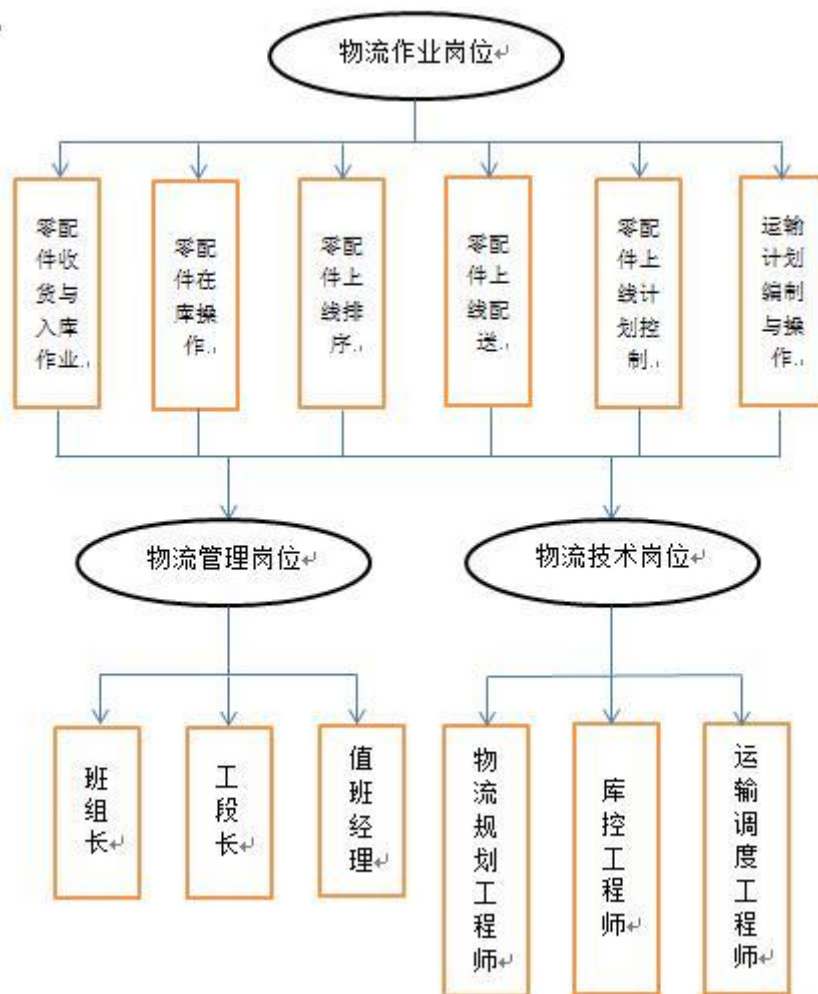 物流作业岗位
零配
件收
货与
入库
作业
零配
件在
库操
作
零配
件上
线排
序
零配
件上
线配
送
零配
件上
线计
划控
制
运输
计划
编制
与操
作
物流管理岗位
物流技术岗位
班组长
工段长
值班经理
物流规划工程师
库控工程师
运输调度工程师